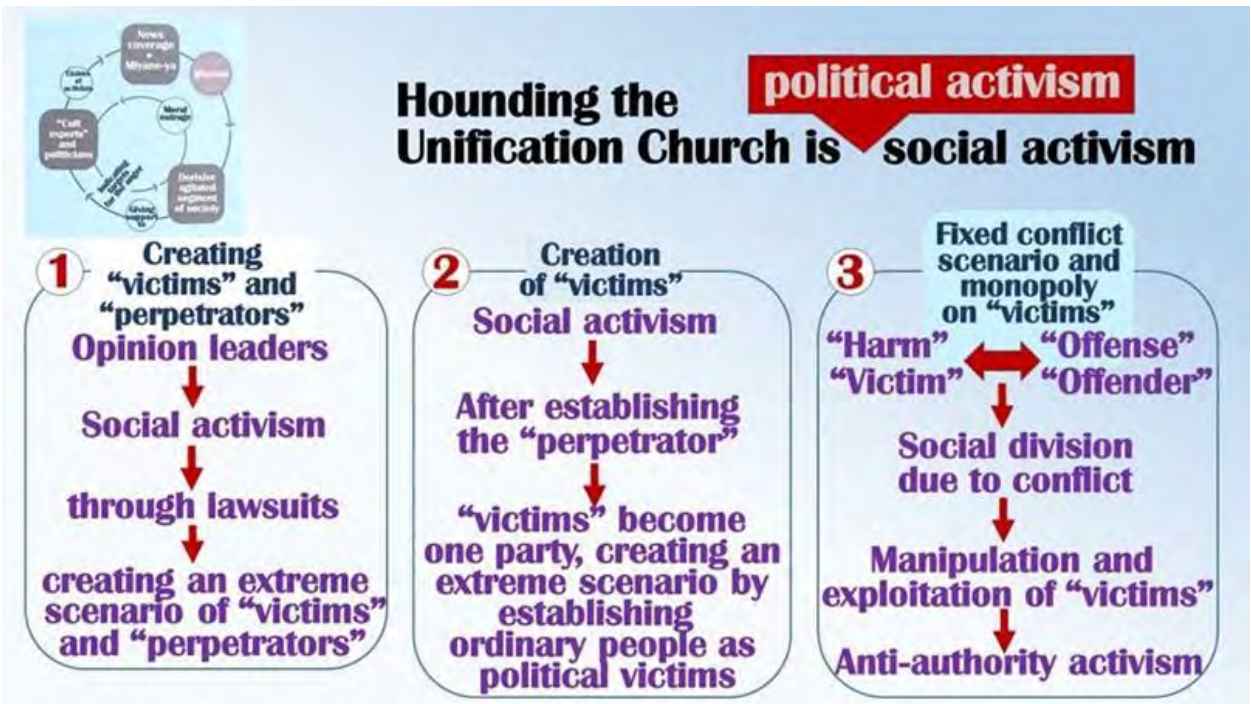 News
coverage
Miyane-ya
"Cult
experts"
and
politicians
Moral
outrage
Derisive
agitated
segment
of society
Giving
support
to
political activism
Hounding the
Unification Church is social activism
1
Creating
“victims” and
“perpetrators”
Opinion leaders
Social activism
through lawsuits
creating an extreme
scenario of “victims”
and “perpetrators”
2
Creation
of “victims”
Social activism
After establishing
the “perpetrator”
“victims” become
one party, creating an
extreme scenario by
establishing
ordinary people as
political victims
3
Fixed conflict
scenario and
monopoly
on “victims”
“Harm” “Offense”
“Victim” “Offender”
Social division
due to conflict
Manipulation and
exploitation of “victims”
Anti-authority activism